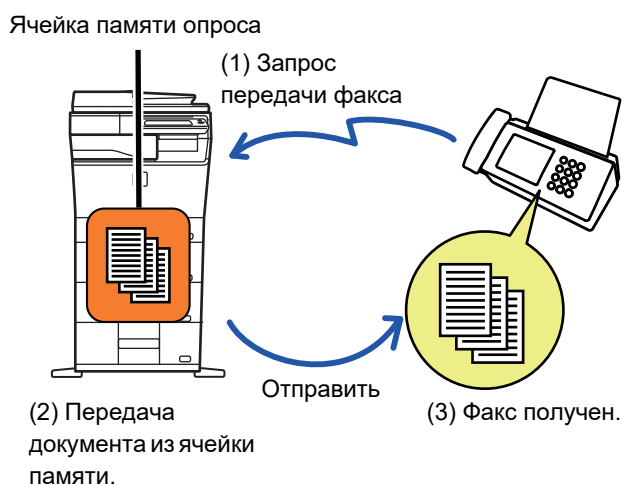 Ячейка памяти опроса
(1) Запрос
передачи факса
Отправить
(2) Передача
документа из ячейки
памяти.
(3) Факс получен.